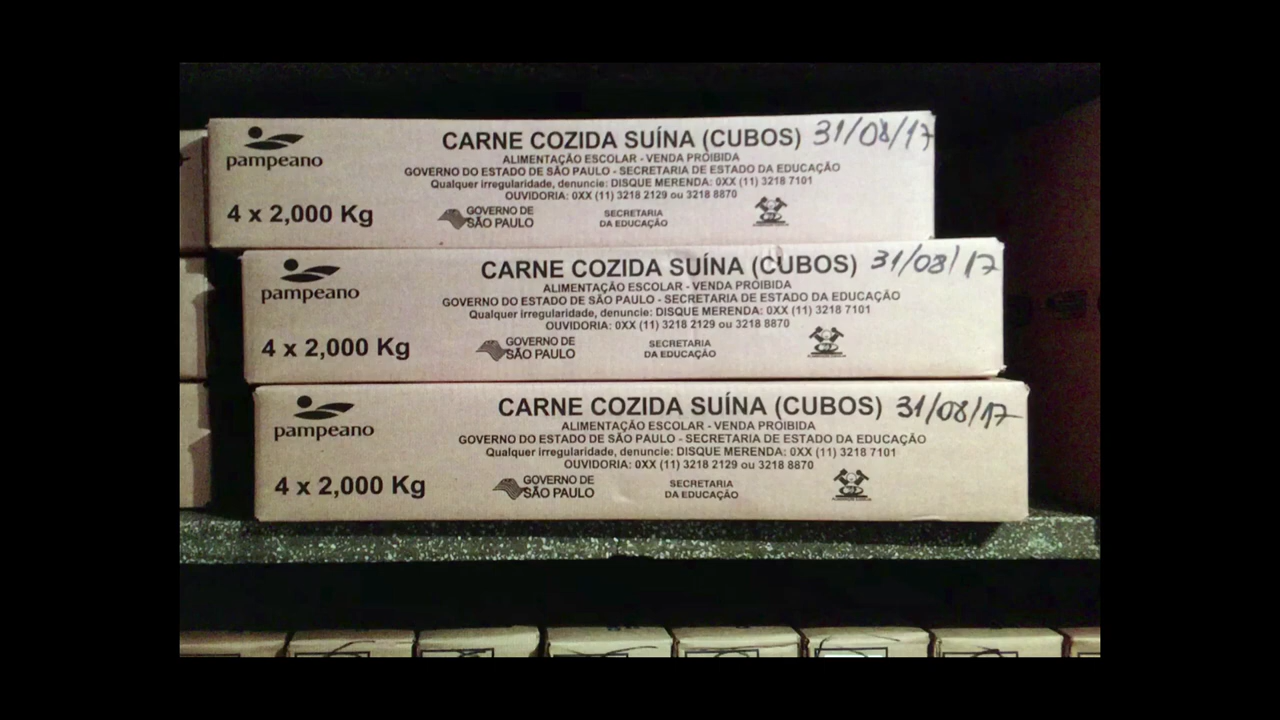 pampeano
CARNE COZIDA SUÍNA (CUBOS) 31/08/17
ALIMENTAÇÃO ESCOLAR - VENDA PROIBIDA
GOVERNO DO ESTADO DE SÃO PAULO - SECRETARIA DE ESTADO DA EDUCAÇÃO
Qualquer irregularidade, denuncie: DISQUE MERENDA: 0XX (11) 3218 7101
OUVIDORIA: 0XX (11) 3218 2129 ou 3218 8870
4 x 2,000 Kg
GOVERNO DE
SÃO PAULO
SECRETARIA
DA EDUCAÇÃO
pampeano
CARNE COZIDA SUÍNA (CUBOS) 31/08/17
ALIMENTAÇÃO ESCOLAR - VENDA PROIBIDA
GOVERNO DO ESTADO DE SÃO PAULO - SECRETARIA DE ESTADO DA EDUCAÇÃO
Qualquer irregularidade, denuncie: DISQUE MERENDA: 0XX (11) 3218 7101
OUVIDORIA: 0XX (11) 3218 2129 ou 3218 8870
4 x 2,000 Kg
GOVERNO DE
SÃO PAULO
SECRETARIA
DA EDUCAÇÃO
pampeano
CARNE COZIDA SUÍNA (CUBOS) 31/08/17
ALIMENTAÇÃO ESCOLAR - VENDA PROIBIDA
GOVERNO DO ESTADO DE SÃO PAULO - SECRETARIA DE ESTADO DA EDUCAÇÃO
Qualquer irregularidade, denuncie: DISQUE MERENDA: 0XX (11) 3218 7101
OUVIDORIA: 0XX (11) 3218 2129 ou 3218 8870
4 x 2,000 Kg
GOVERNO DE
SÃO PAULO
SECRETARIA
DA EDUCAÇÃO